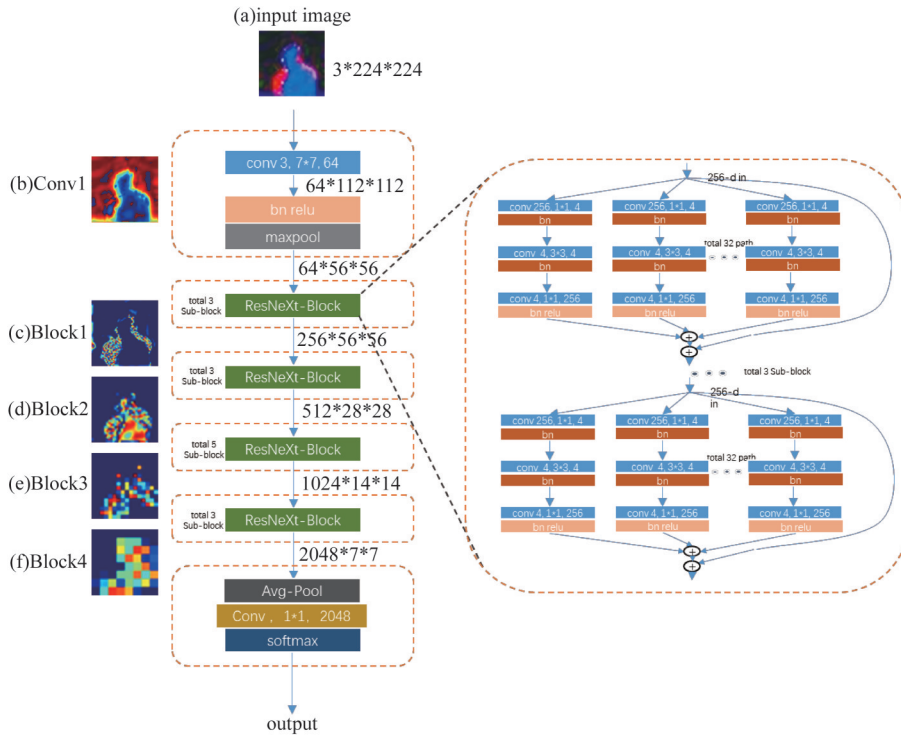 (a)input image
3*224*224
(b)Conv1
conv 3, 7*7, 64
64*112*112
bn relu
maxpool
64*56*56
total 3
Sub-block
ResNeXt-Block
(c)Block1
256*56*56
total 3
Sub-block
ResNeXt-Block
(d)Block2
512*28*28
total 5
Sub-block
ResNeXt-Block
(e)Block3
1024*14*14
total 3
Sub-block
ResNeXt-Block
(f)Block4
2048*7*7
Avg-Pool
Conv , 1*1, 2048
softmax
output
256-d in
conv 256, 1*1, 4
conv 256, 1*1, 4
conv 256, 1*1, 4
bn
bn
bn
total 32 path
conv 4, 3*3, 4
conv 4, 3*3, 4
conv 4, 3*3, 4
bn
bn
bn
conv 4, 1*1, 256
conv 4, 1*1, 256
conv 4, 1*1, 256
bn relu
bn relu
bn relu
total 3 Sub-block
256-d
in
conv 256, 1*1, 4
conv 256, 1*1, 4
conv 256, 1*1, 4
bn
bn
bn
total 32 path
conv 4, 3*3, 4
conv 4, 3*3, 4
conv 4, 3*3, 4
bn
bn
bn
conv 4, 1*1, 256
conv 4, 1*1, 256
conv 4, 1*1, 256
bn relu
bn relu
bn relu